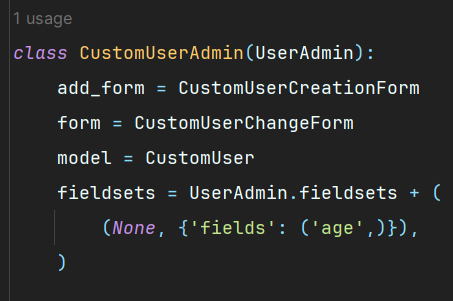 1 usage
class CustomUserAdmin(UserAdmin):
    add_form = CustomUserCreationForm
    form = CustomUserChangeForm
    model = CustomUser
    fieldsets = UserAdmin.fieldsets + (
        (None, {'fields': ('age',)}),
    )